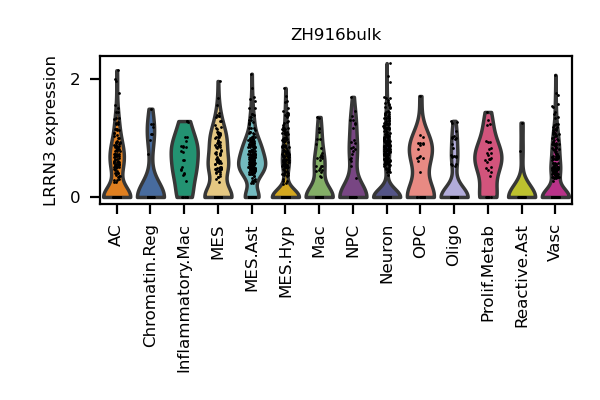 ZH916bulk
LRRN3 expression
2
0
AC
Chromatin.Reg
Inflammatory.Mac
MES
MES.Ast
MES.Hyp
Mac
NPC
Neuron
OPC
Oligo
Prolif.Metab
Reactive.Ast
Vasc